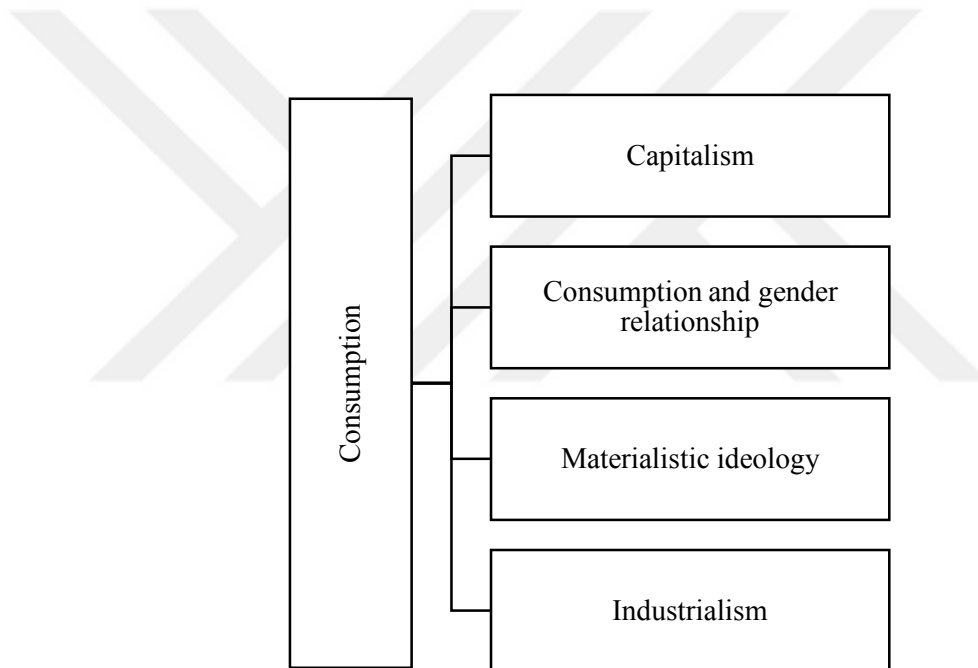 Consumption
Capitalism
Consumption and gender
relationship
Materialistic ideology
Industrialism